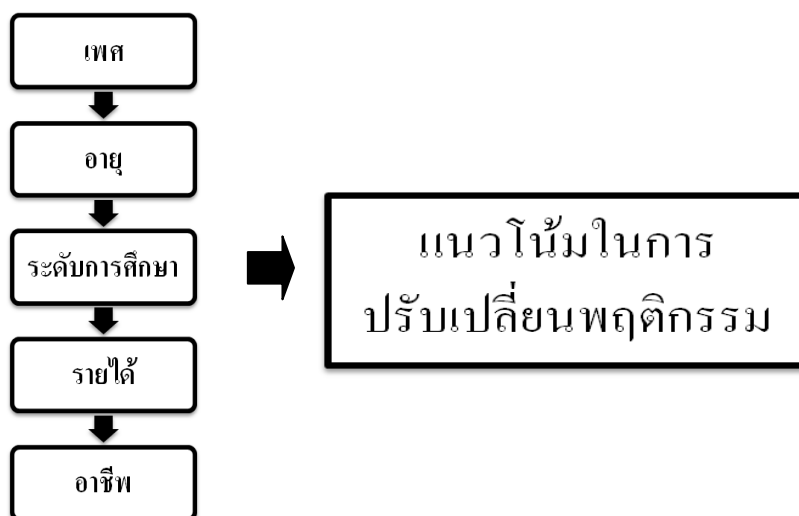 เพศ
อายุ
ระดับการศึกษา
รายได้
อาชีพ
แนวโน้มในการ
ปรับเปลี่ยนพฤติกรรม